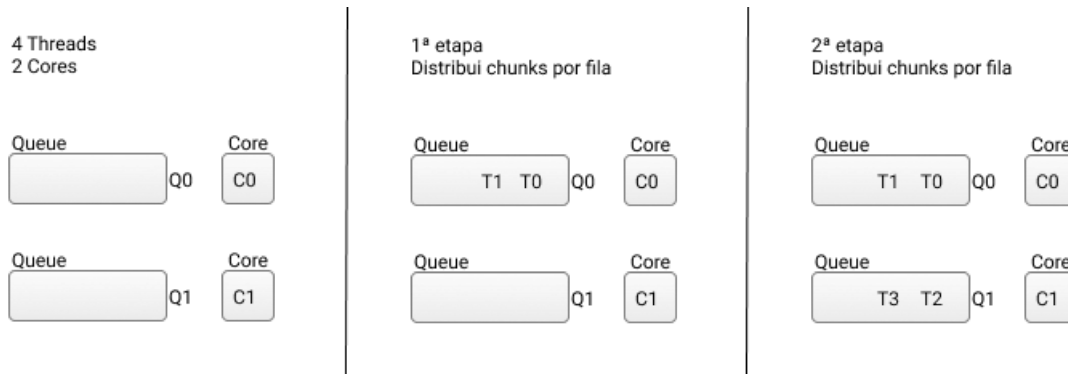 4 Threads
2 Cores
Queue Core
Q0 C0
Queue Core
Q1 C1
1ª etapa
Distribui chunks por fila
Queue Core
T1 T0 Q0 C0
Queue Core
Q1 C1
2ª etapa
Distribui chunks por fila
Queue Core
T1 T0 Q0 C0
Queue Core
T3 T2 Q1 C1